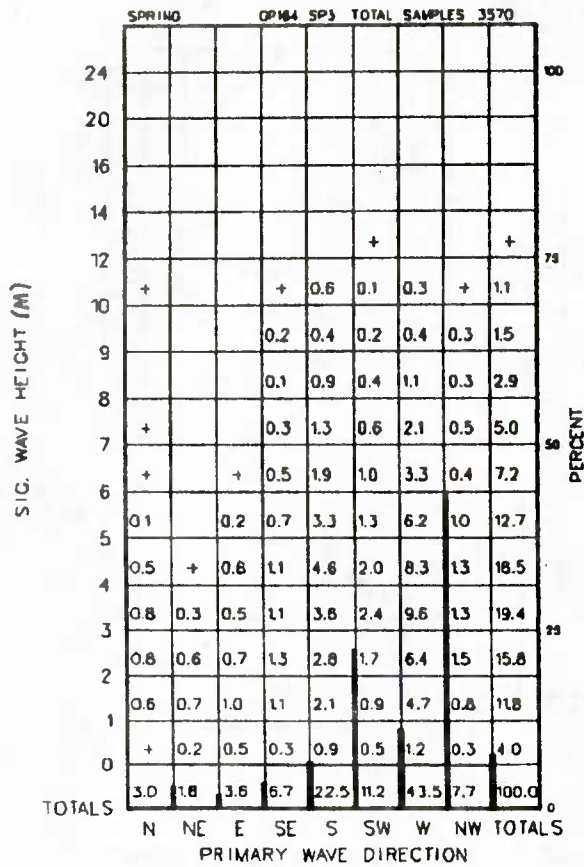 SPRING GP164 SP3 TOTAL SAMPLES 3570
24 100
20
16
14
+ +
12 75
+ + 0.6 0.1 0.3 + 1.1
10
0.2 0.4 0.2 0.4 0.3 1.5
9
0.1 0.9 0.4 1.1 0.3 2.9
8
+ 0.3 1.3 0.6 2.1 0.5 5.0
7 50
+ + 0.5 1.9 1.0 3.3 0.4 7.2
6
0.1 0.2 0.7 3.3 1.3 6.2 1.0 12.7
5
0.5 + 0.6 1.1 4.6 2.0 8.3 1.3 18.5
4
0.8 0.3 0.5 1.1 3.6 2.4 9.6 1.3 19.4
3 25
0.8 0.6 0.7 1.3 2.8 1.7 6.4 1.5 15.8
2
0.6 0.7 1.0 1.1 2.1 0.9 4.7 0.8 11.8
1
+ 0.2 0.5 0.3 0.9 0.5 1.2 0.3 4.0
0
3.0 1.8 3.6 6.7 22.5 11.2 43.5 7.7 100.0
TOTALS 0
N NE E SE S SW W NW TOTALS
PRIMARY WAVE DIRECTION
SIG. WAVE HEIGHT (M)
PERCENT